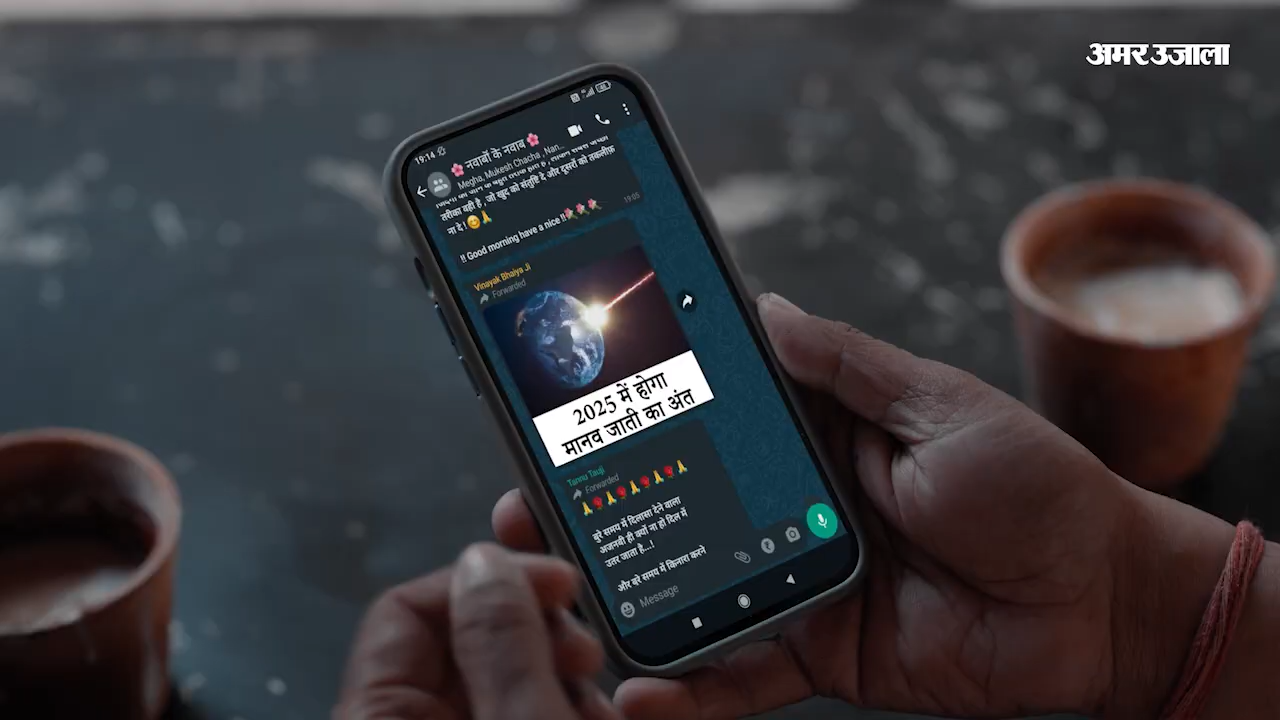 अमर उजाला
19:14
🌸 नवाबों के नवाब 🌸
Megha, Mukesh Chacha , Nan...
तरीका वही है , जो खुद को संतुष्टि दे और दूसरों को तकलीफ़
ना दे ! 😊🙏
!! Good morning have a nice !!🌷🌷🌷
19:05
Vinayak Bhaiya Ji
Forwarded
2025 में होगा
मानव जाती का अंत
Tannu Tauji
Forwarded
🙏🌹🙏🌹🙏🌹🙏🌹🙏
बुरे समय में दिलासा देने वाला
अजनबी ही क्यों ना हो दिल में
उतर जाता है...!
और बुरे समय में किनारा करने
Message